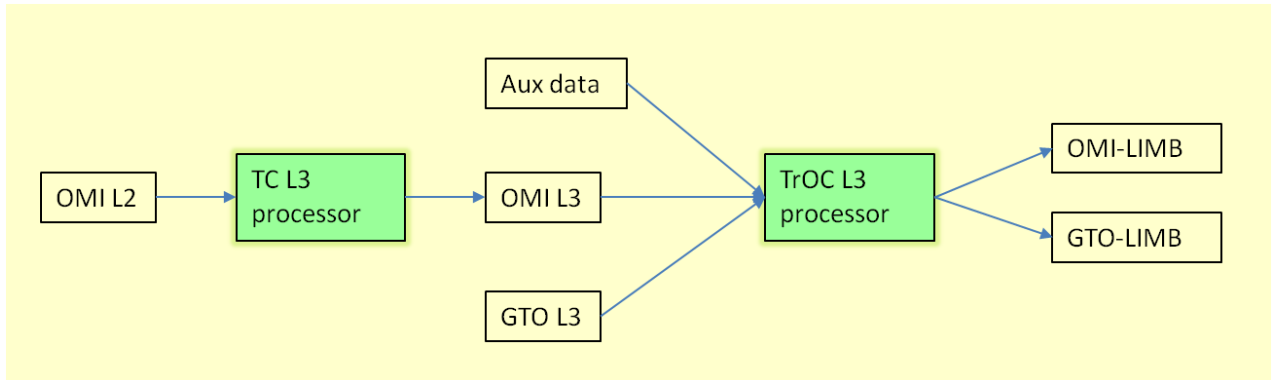 OMI L2
TC L3
processor
Aux data
OMI L3
GTO L3
TrOC L3
processor
OMI-LIMB
GTO-LIMB